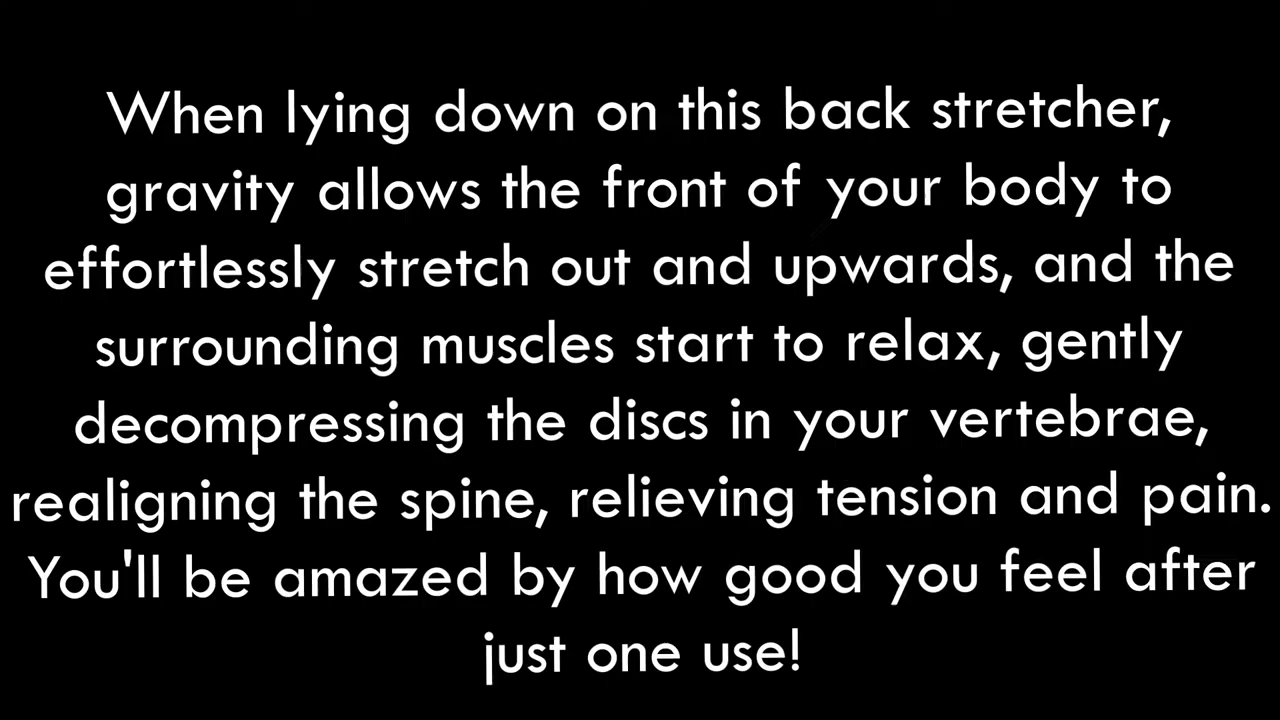 When lying down on this back stretcher,
gravity allows the front of your body to
effortlessly stretch out and upwards, and the
surrounding muscles start to relax, gently
decompressing the discs in your vertebrae,
realigning the spine, relieving tension and pain.
You'll be amazed by how good you feel after
just one use!